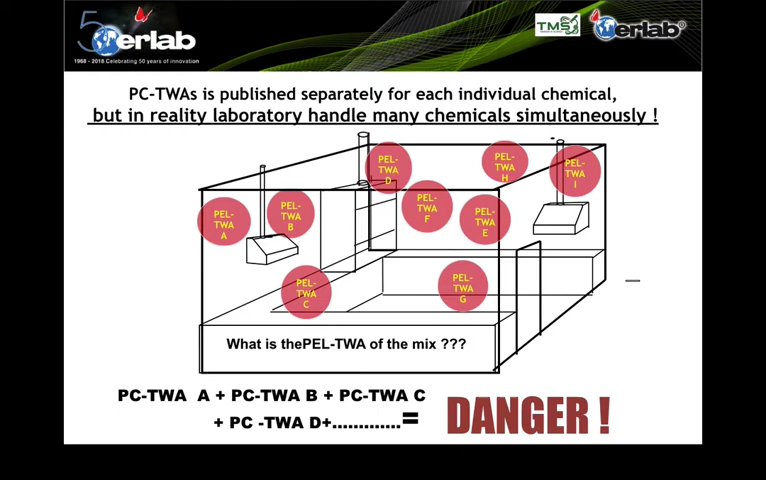 50 erlab
1968 - 2018 Celebrating 50 years of innovation
TMS
erlab®
PC-TWAs is published separately for each individual chemical,
but in reality laboratory handle many chemicals simultaneously !
PEL-
TWA
D
PEL-
TWA
H
PEL-
TWA
I
PEL-
TWA
A
PEL-
TWA
B
PEL-
TWA
F
PEL-
TWA
E
PEL-
TWA
C
PEL-
TWA
G
What is thePEL-TWA of the mix ???
PC-TWA A + PC-TWA B + PC-TWA C
+ PC -TWA D+.............=
DANGER !